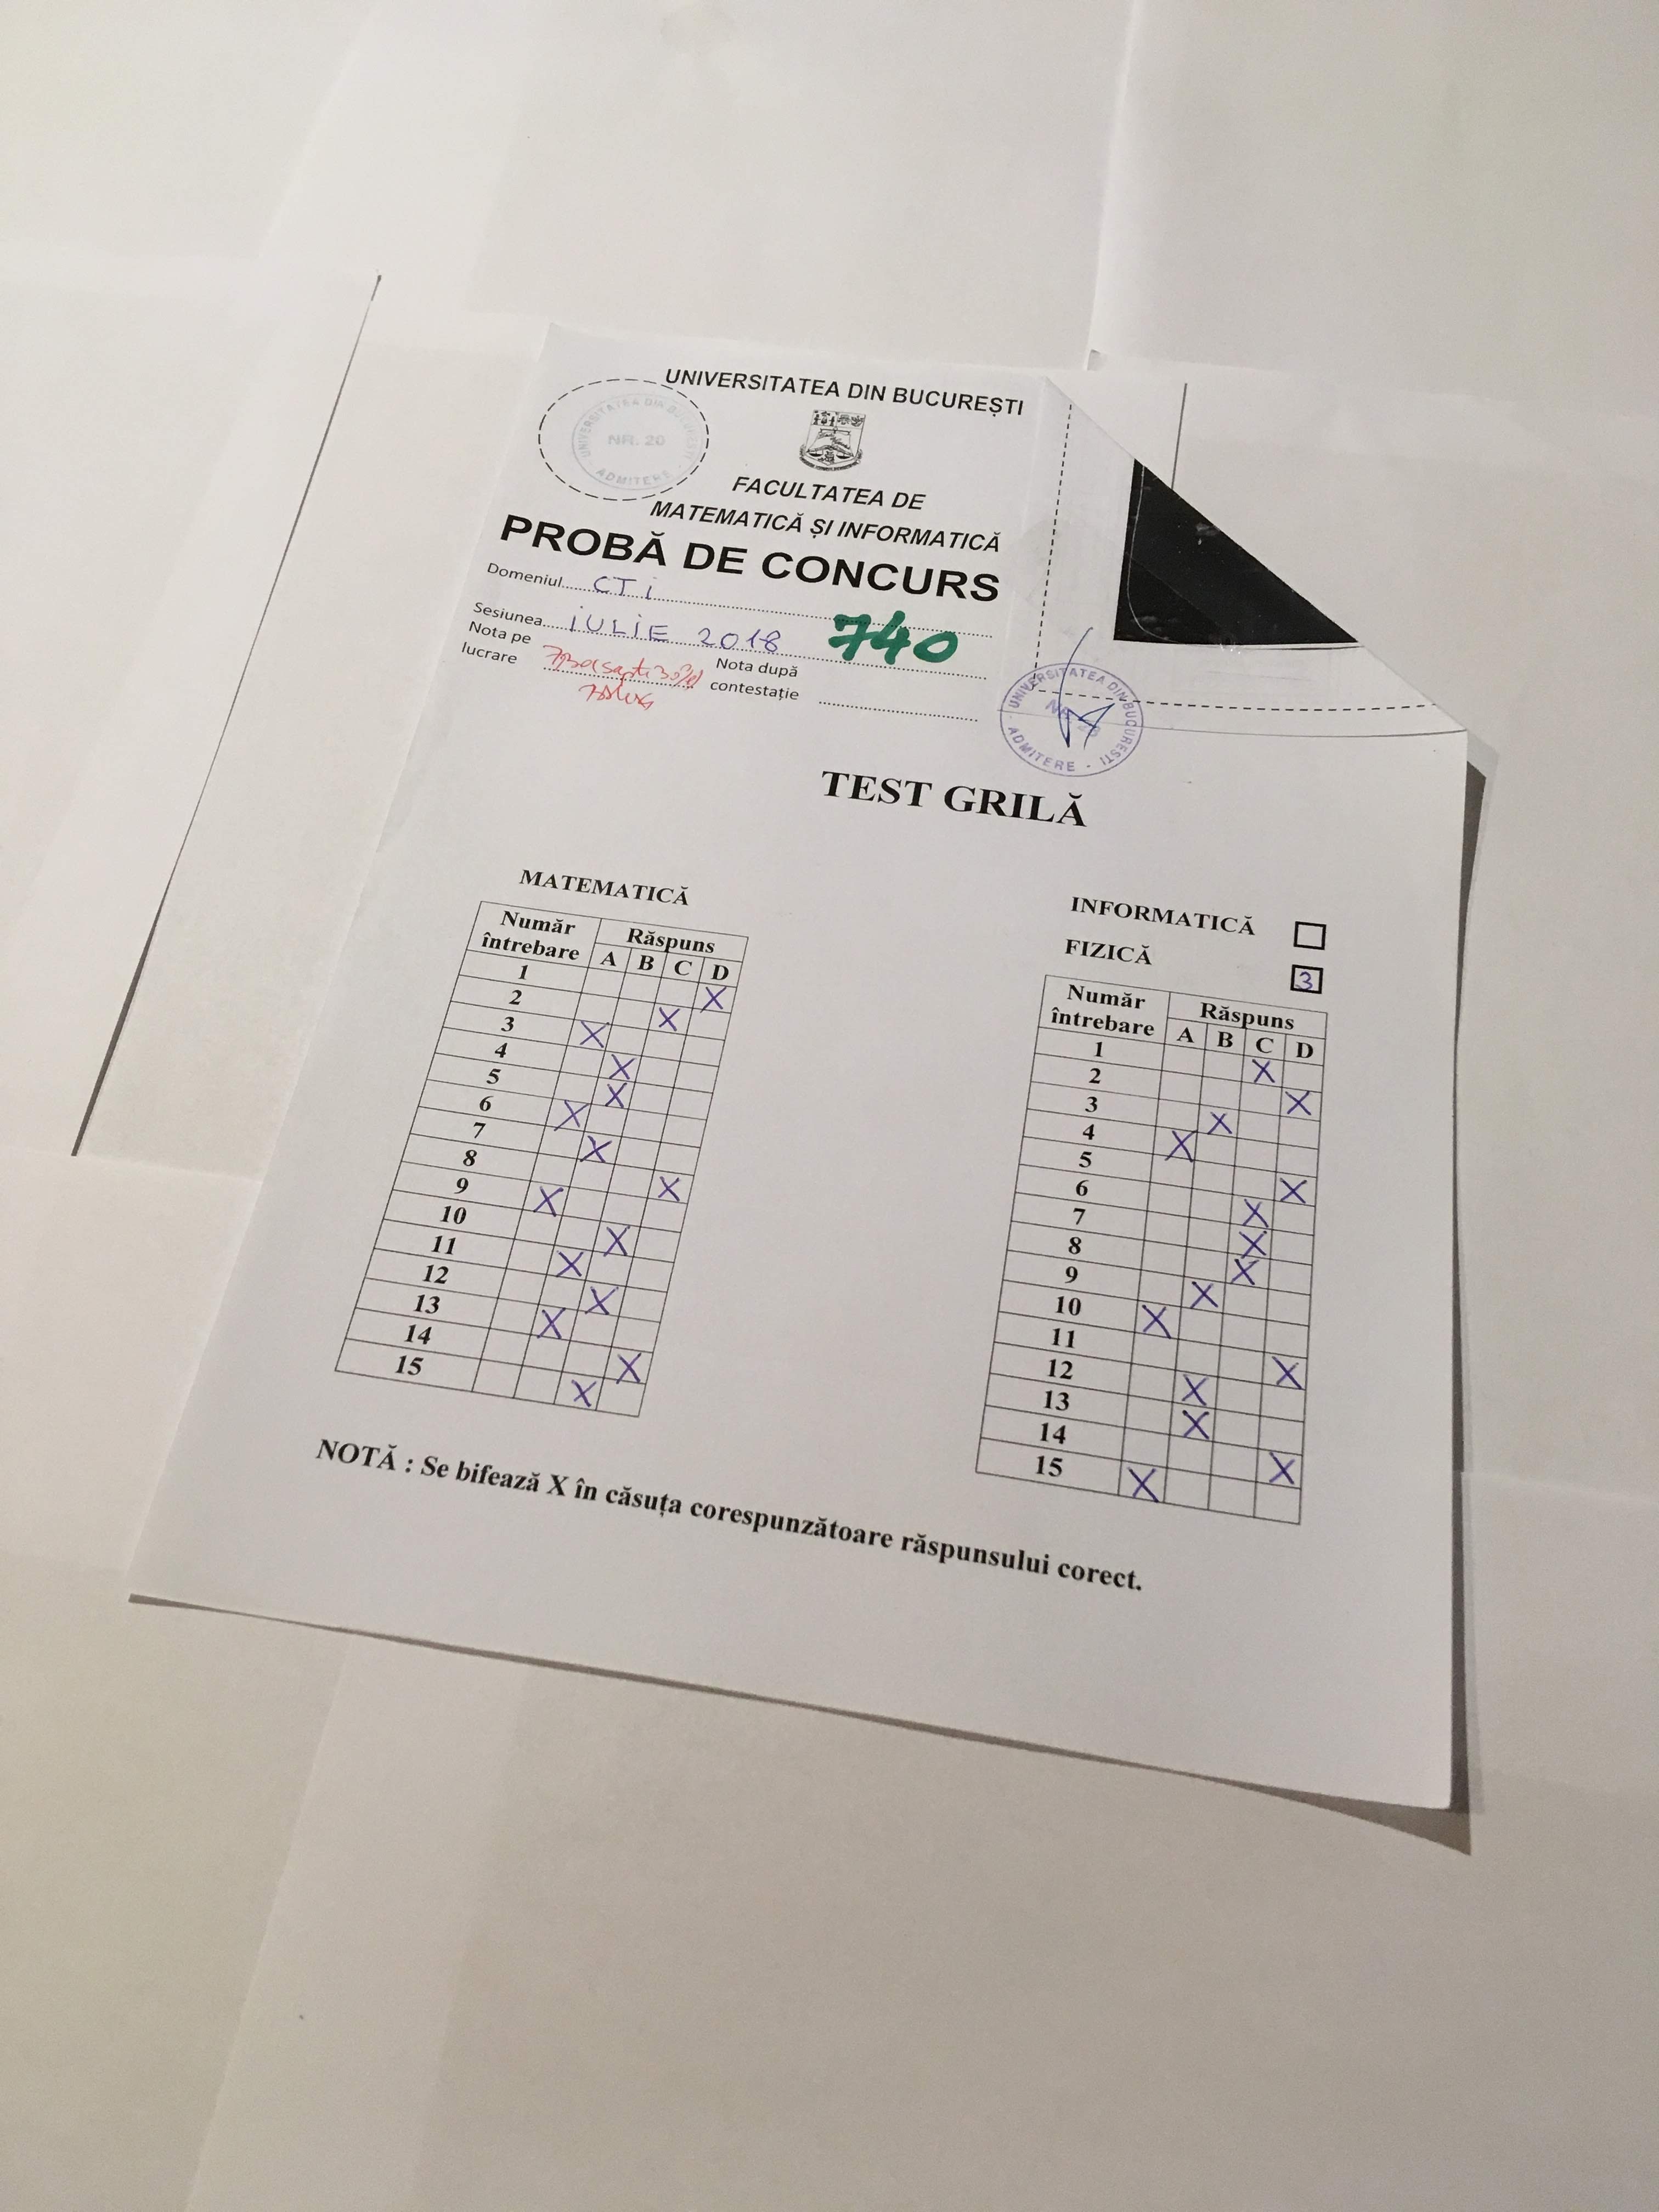 UNIVERSITATEA DIN BUCUREȘTI
UNIVERSITATEA DIN BUCUREȘTI
NR. 20
ADMITERE
FACULTATEA DE
MATEMATICĂ ȘI INFORMATICĂ
PROBĂ DE CONCURS
Domeniul CTi
Sesiunea iULiE 2018 740
Nota pe lucrare
Nota după contestație
UNIVERSITATEA DIN BUCUREȘTI
ADMITERE
TEST GRILĂ
MATEMATICĂ
Număr întrebare Răspuns
A B C D
1 X
2 X
3 X
4 X
5 X
6 X
7 X
8 X
9 X
10 X
11 X
12 X
13 X
14 X
15 X
INFORMATICĂ
FIZICĂ 3
Număr întrebare Răspuns
A B C D
1 X
2 X
3 X
4 X
5 X
6 X
7 X
8 X
9 X
10 X
11 X
12 X
13 X
14 X
15 X
NOTĂ : Se bifează X în căsuța corespunzătoare răspunsului corect.